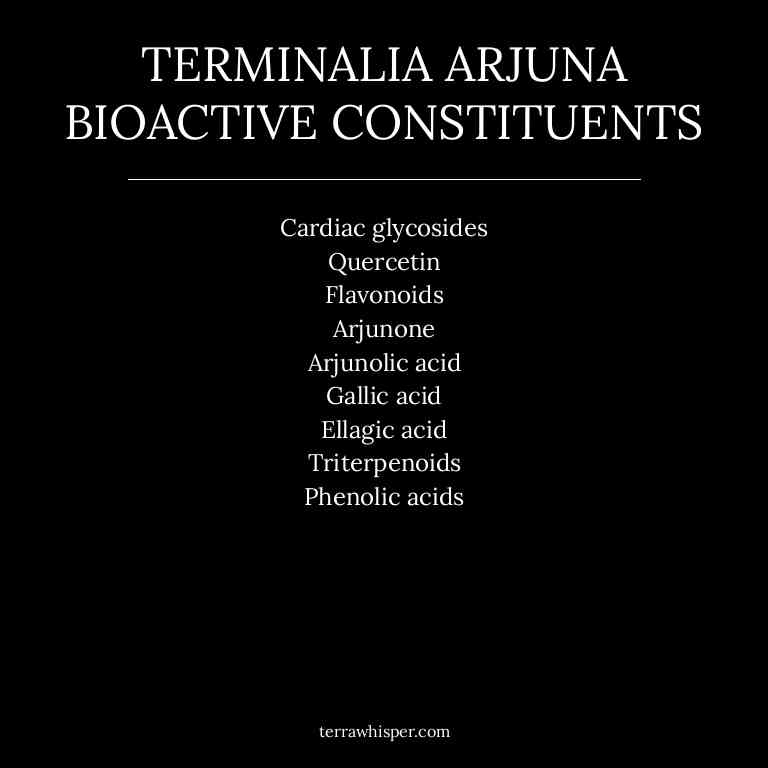 TERMINALIA ARJUNA
BIOACTIVE CONSTITUENTS
Cardiac glycosides
Quercetin
Flavonoids
Arjunone
Arjunolic acid
Gallic acid
Ellagic acid
Triterpenoids
Phenolic acids
terrawhisper.com